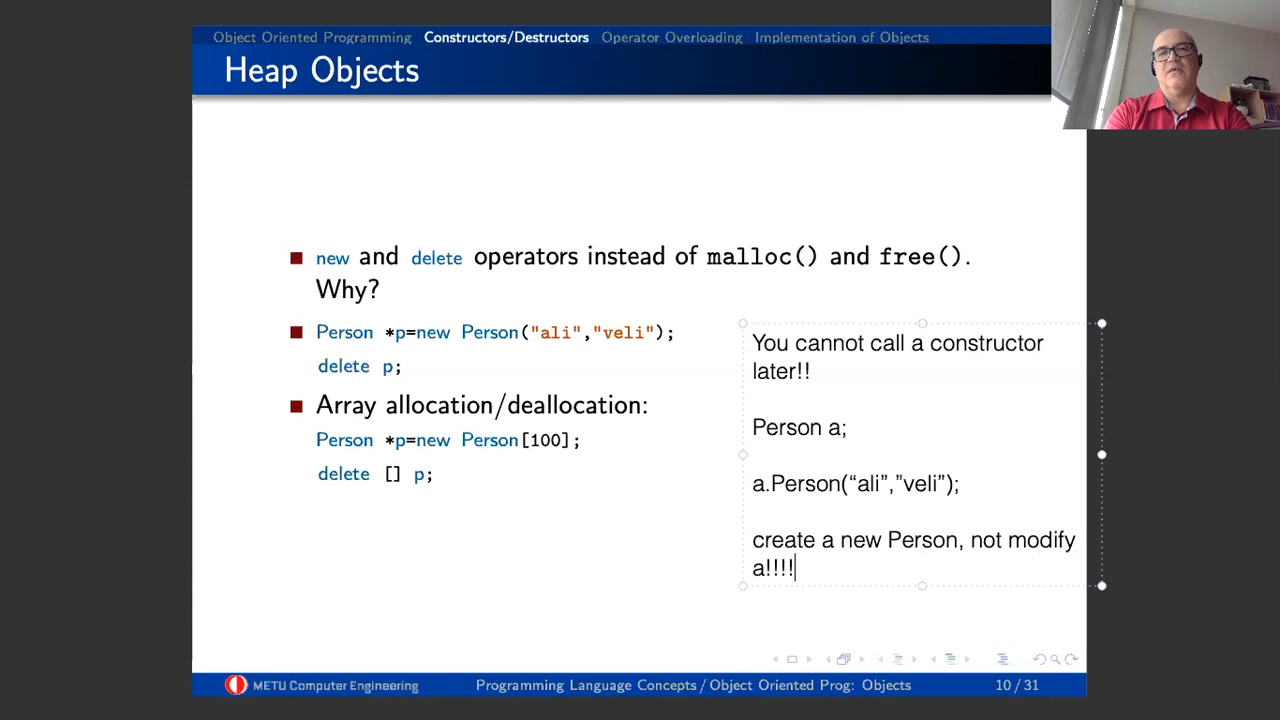 Object Oriented Programming Constructors/Destructors Operator Overloading Implementation of Objects
Heap Objects
■ new and delete operators instead of malloc() and free().
Why?
■ Person *p=new Person("ali","veli");
delete p;
■ Array allocation/deallocation:
Person *p=new Person[100];
delete [] p;
You cannot call a constructor
later!!
Person a;
a.Person(“ali”,”veli”);
create a new Person, not modify
a!!!!
METU Computer Engineering Programming Language Concepts / Object Oriented Prog: Objects 10 / 31